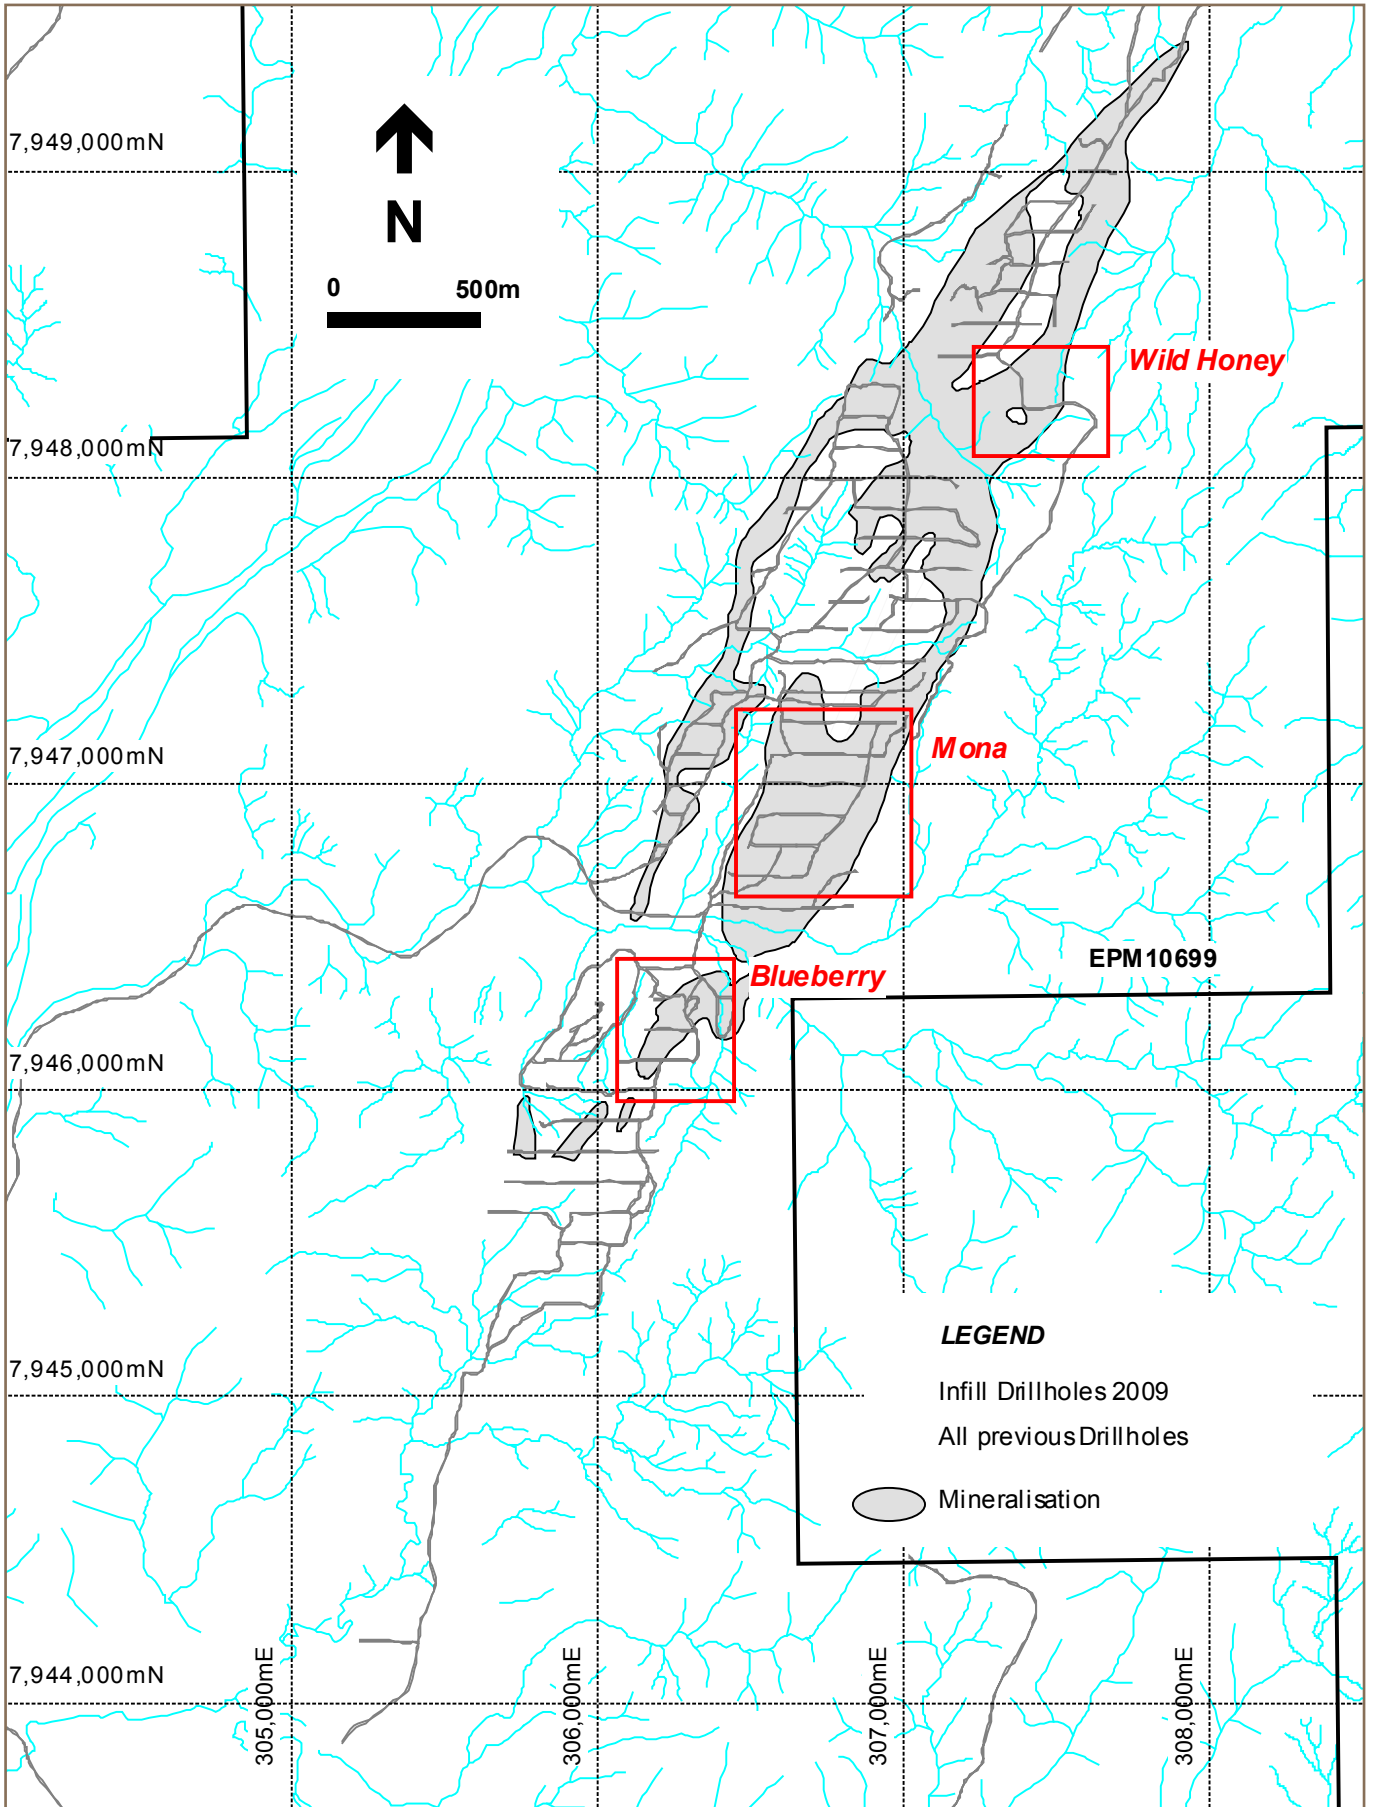 7,949,000mN
N
0 500m
Wild Honey
7,948,000mN
Mona
7,947,000mN
EPM10699
Blueberry
7,946,000mN
LEGEND
7,945,000mN
Infill Drillholes 2009
All previous Drillholes
Mineralisation
7,944,000mN
305,000mE
306,000mE
307,000mE
308,000mE